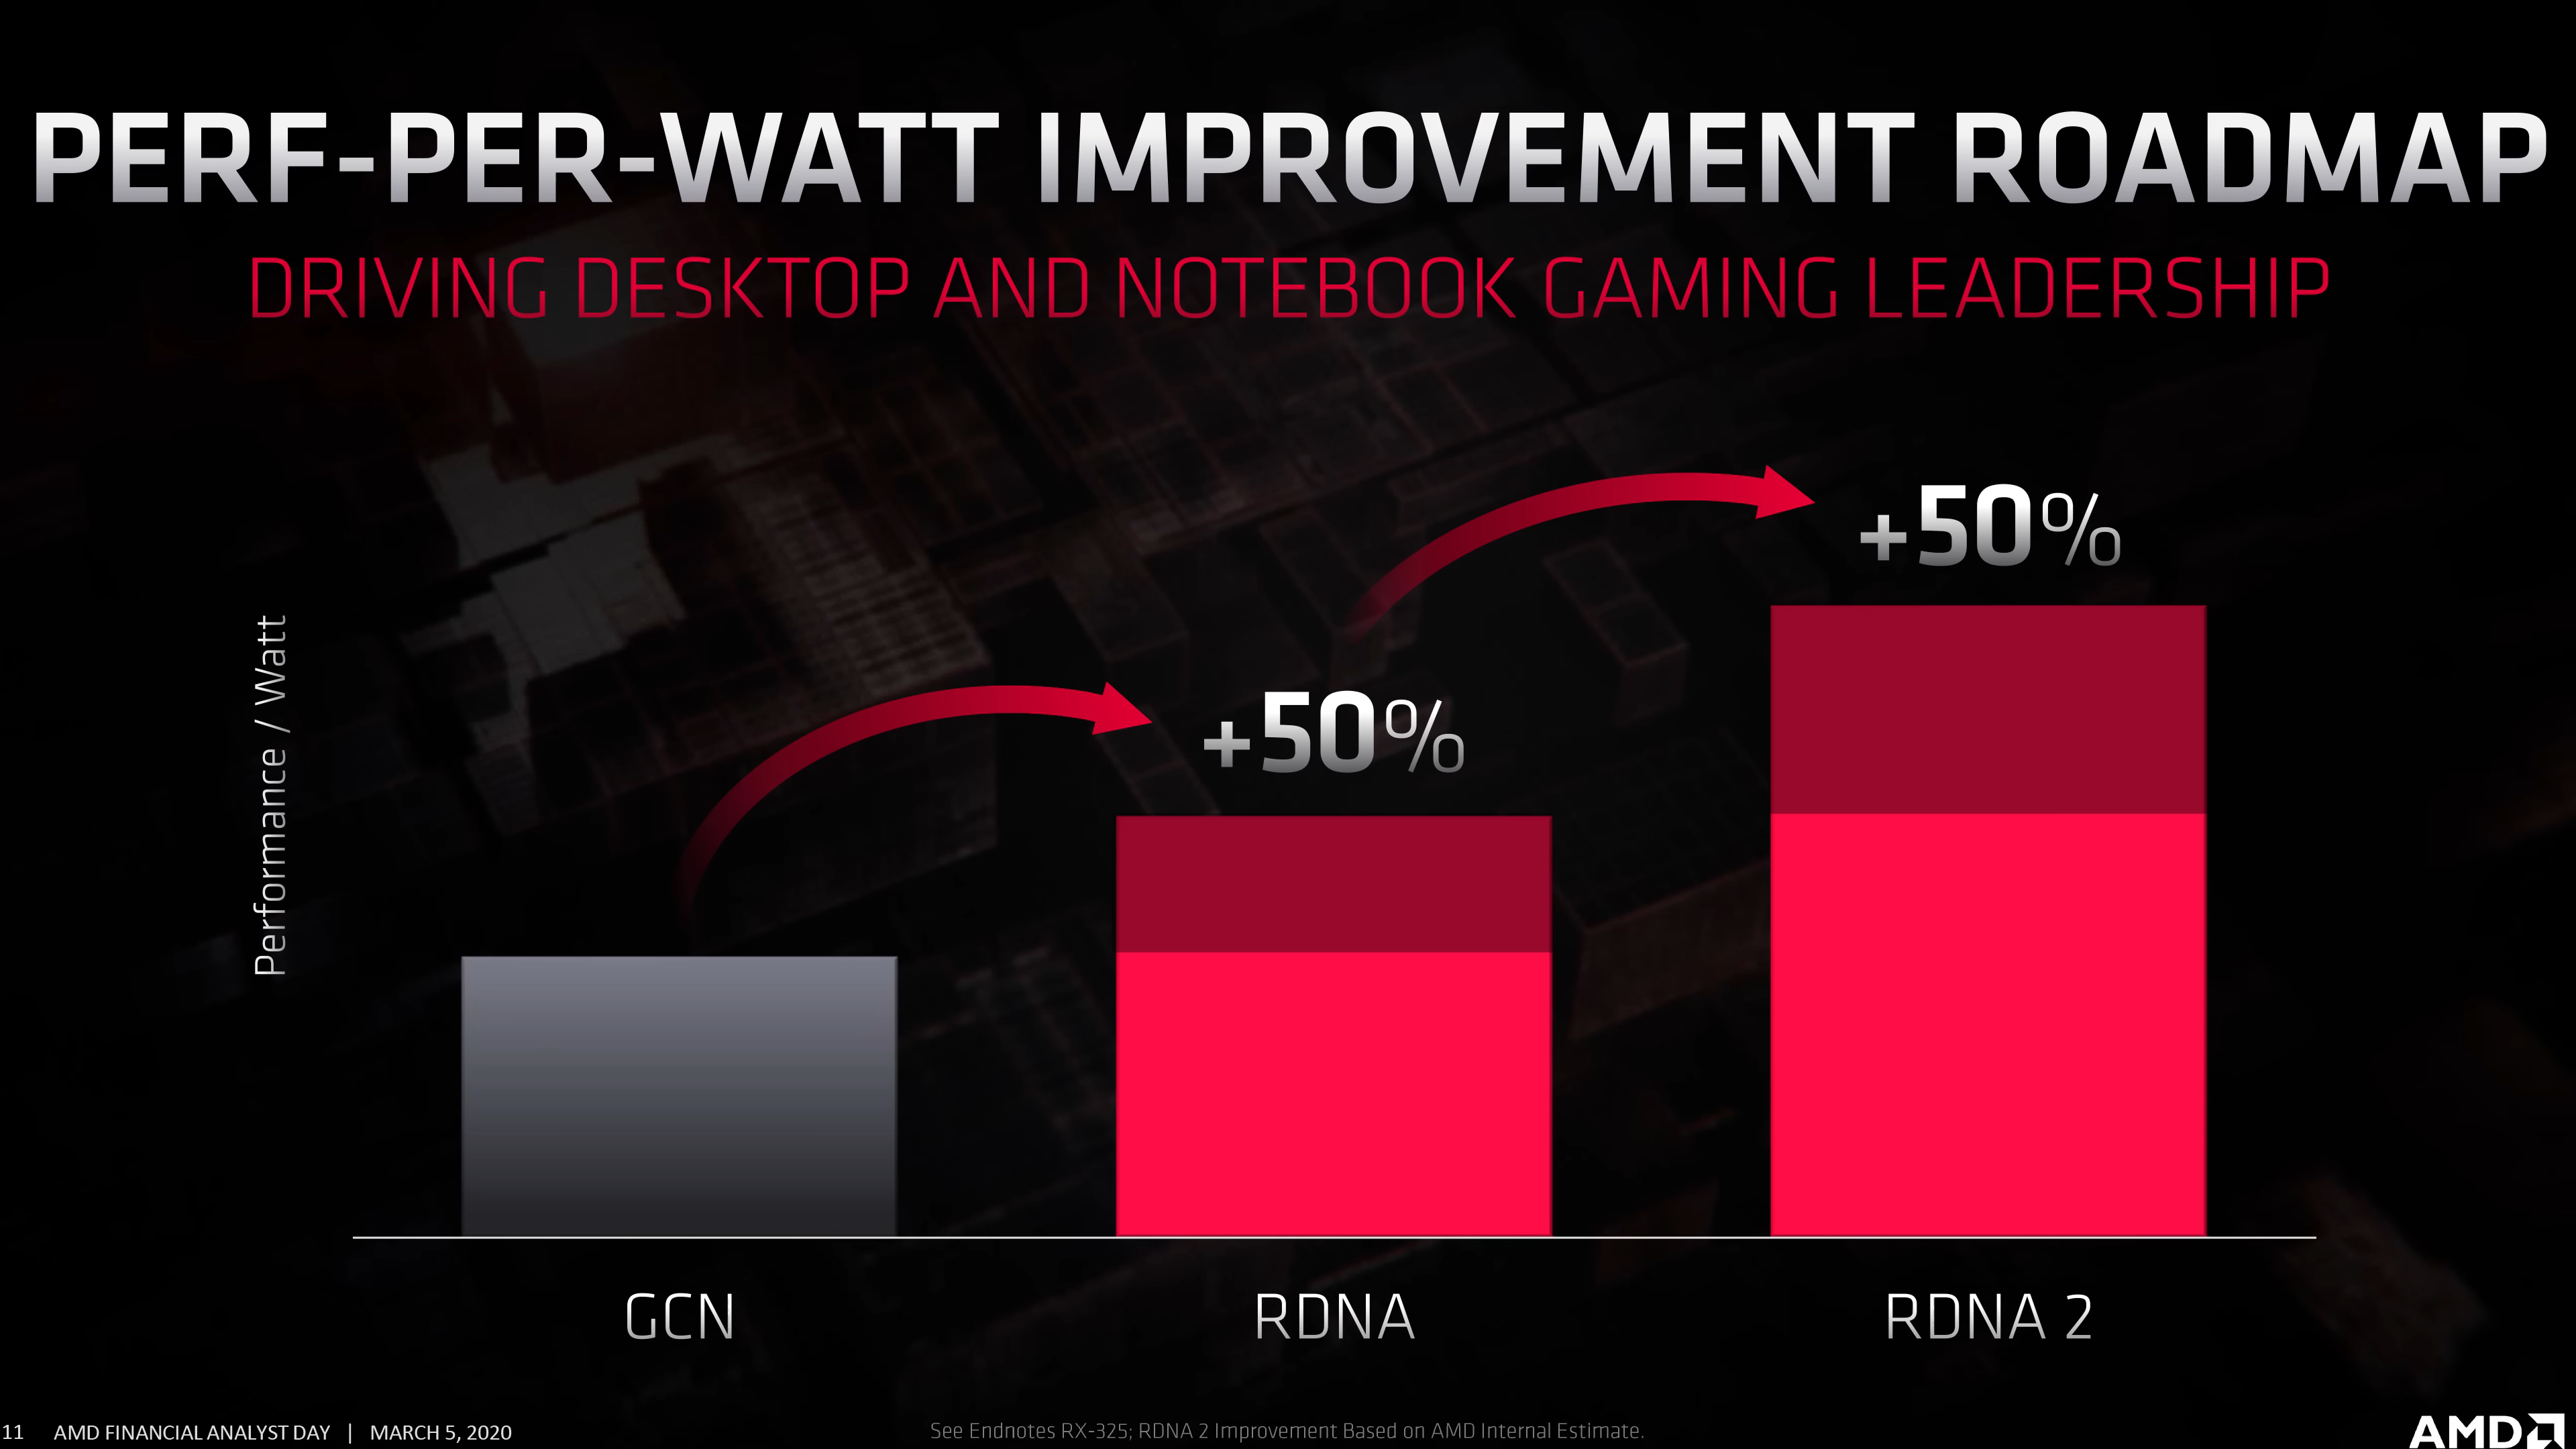 PERF-PER-WATT IMPROVEMENT ROADMAP
DRIVING DESKTOP AND NOTEBOOK GAMING LEADERSHIP
Performance / Watt
+50%
+50%
GCN
RDNA
RDNA 2
11 AMD FINANCIAL ANALYST DAY | MARCH 5, 2020
See Endnotes RX-325; RDNA 2 Improvement Based on AMD Internal Estimate.
AMD